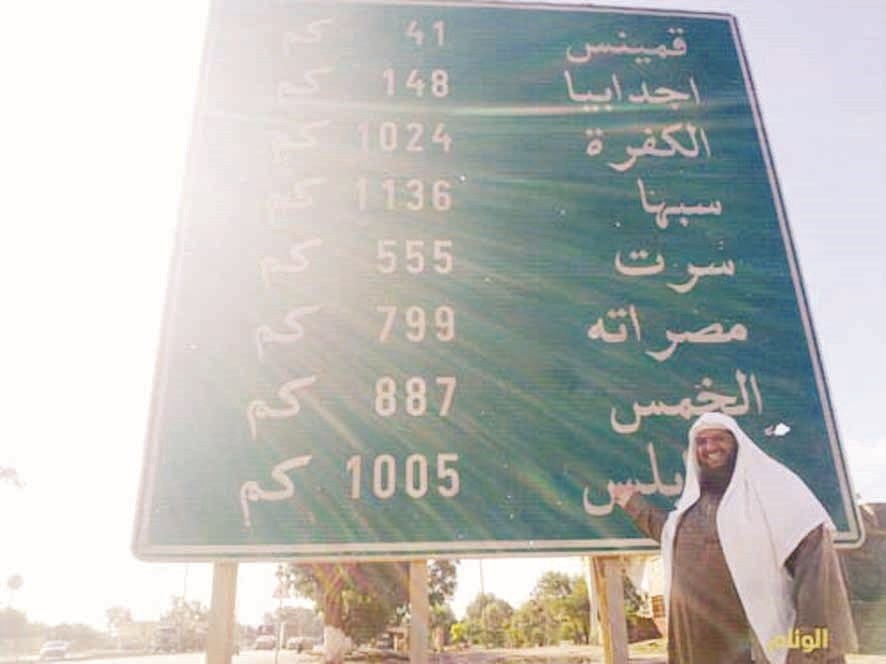 قمينس 41 كم
اجدابيا 148 كم
الكفرة 1024 كم
سبها 1136 كم
سرت 555 كم
مصراته 799 كم
الخمس 887 كم
1005 كم
الوئام